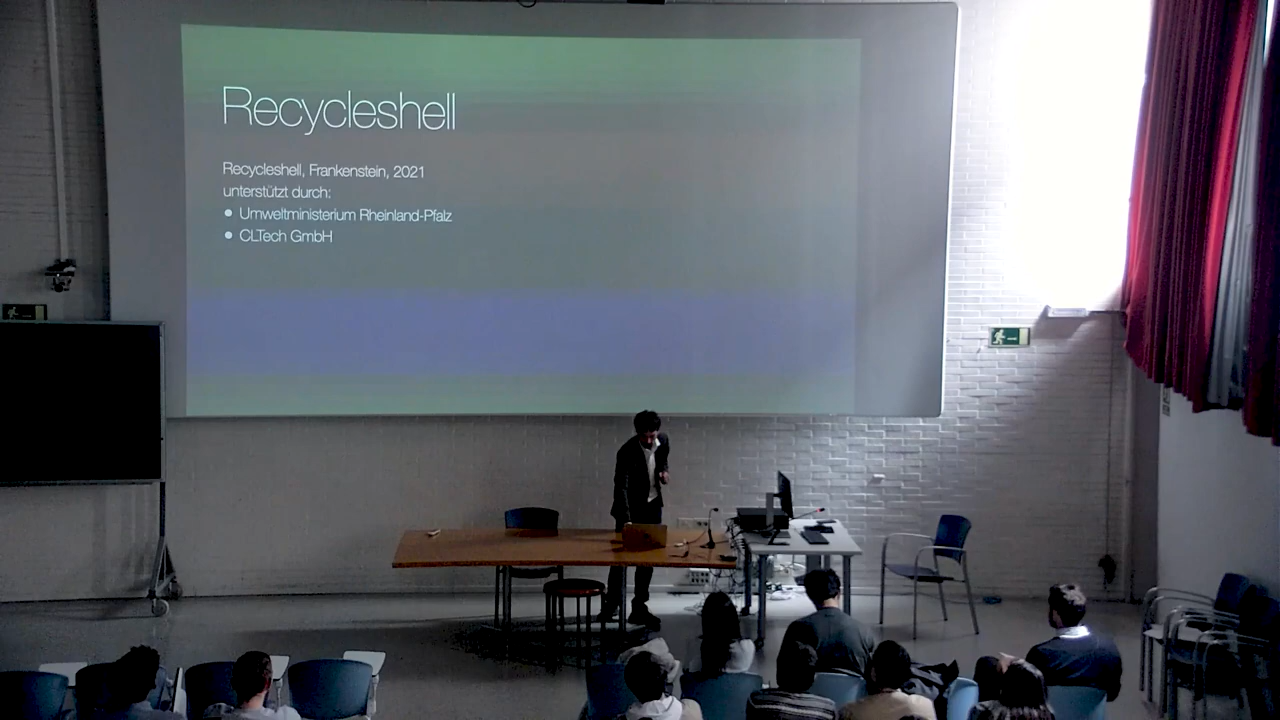 Recycleshell
Recycleshell, Frankenstein, 2021
unterstützt durch:
• Umweltministerium Rheinland-Pfalz
• CLTech GmbH